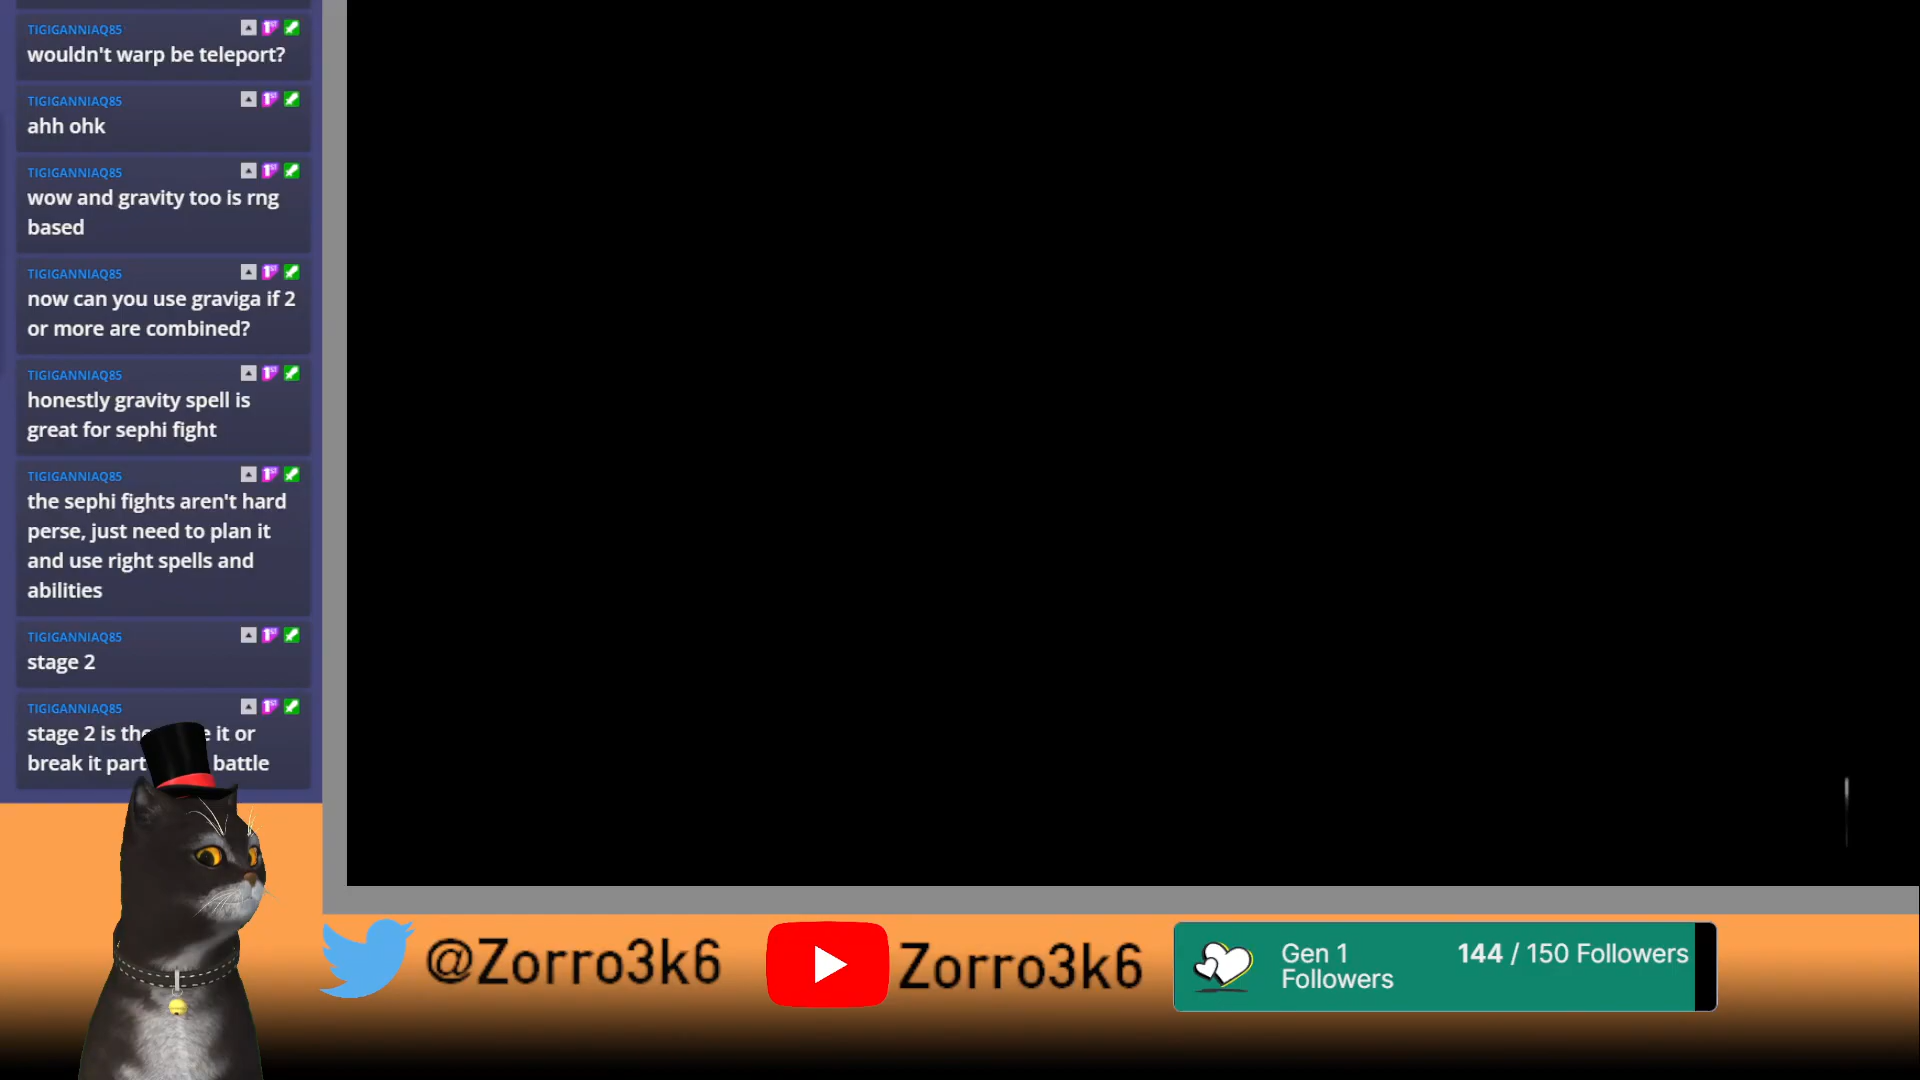 TIGIGANNIAQ85
wouldn't warp be teleport?
TIGIGANNIAQ85
ahh ohk
TIGIGANNIAQ85
wow and gravity too is rng
based
TIGIGANNIAQ85
now can you use graviga if 2
or more are combined?
TIGIGANNIAQ85
honestly gravity spell is
great for sephi fight
TIGIGANNIAQ85
the sephi fights aren't hard
perse, just need to plan it
and use right spells and
abilities
TIGIGANNIAQ85
stage 2
TIGIGANNIAQ85
stage 2 is the it or
break it part battle
@Zorro3k6
Zorro3k6
Gen 1
Followers
144 / 150 Followers